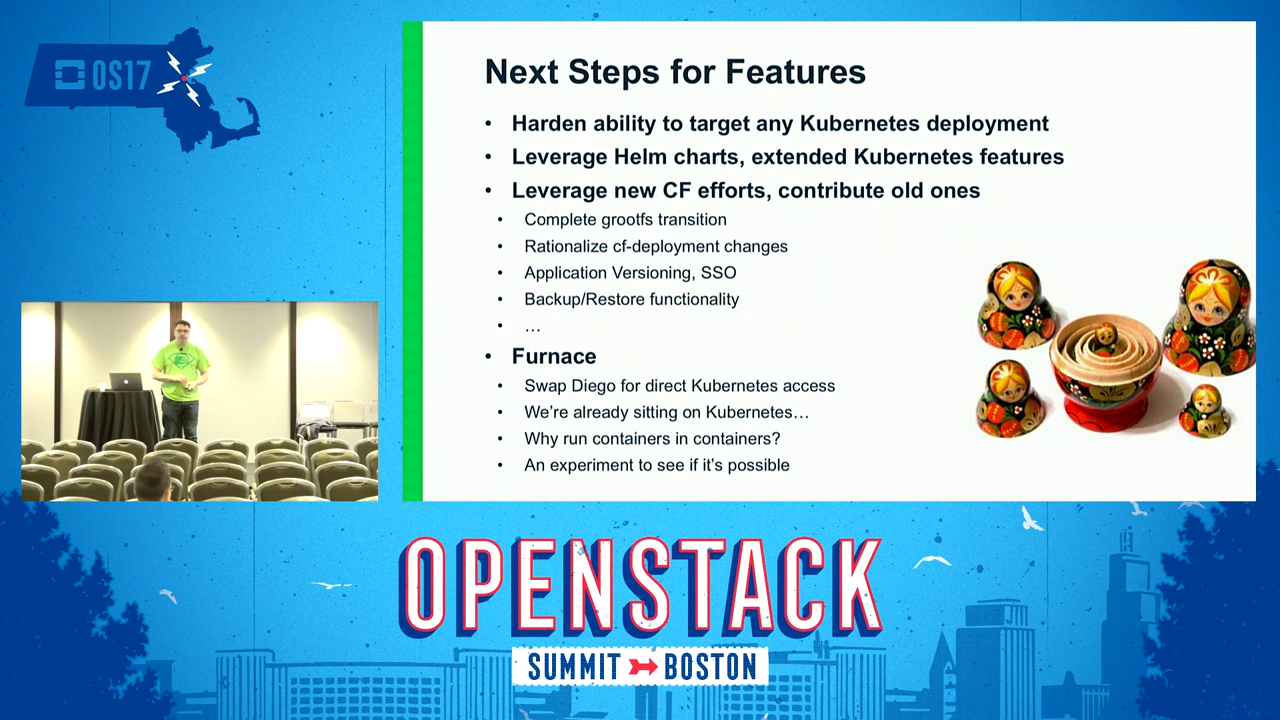 OS17
Next Steps for Features
• Harden ability to target any Kubernetes deployment
• Leverage Helm charts, extended Kubernetes features
• Leverage new CF efforts, contribute old ones
• Complete grootfs transition
• Rationalize cf-deployment changes
• Application Versioning, SSO
• Backup/Restore functionality
• …
• Furnace
• Swap Diego for direct Kubernetes access
• We’re already sitting on Kubernetes…
• Why run containers in containers?
• An experiment to see if it’s possible
OPENSTACK
SUMMIT BOSTON